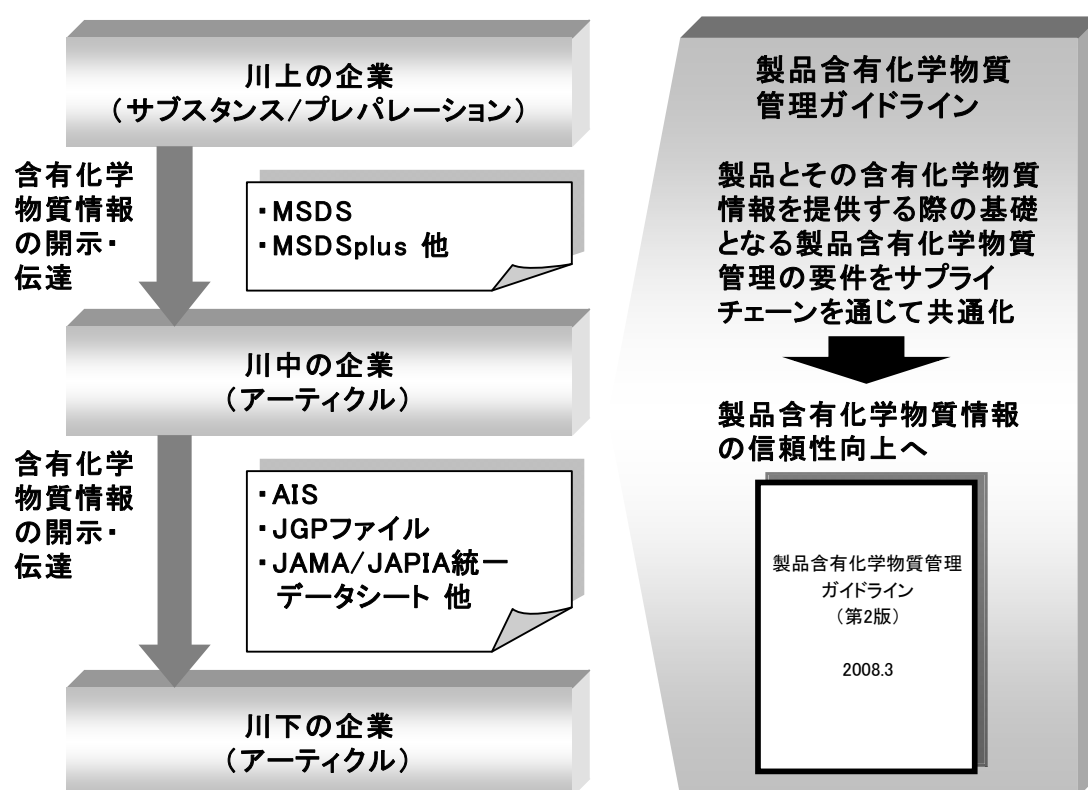 川上の企業
（サブスタンス/プレパレーション）
含有化学
物質情報
の開示・
伝達
・MSDS
・MSDSplus 他
川中の企業
（アーティクル）
含有化学
物質情報
の開示・
伝達
・AIS
・JGPファイル
・JAMA/JAPIA統一
データシート 他
川下の企業
（アーティクル）
製品含有化学物質
管理ガイドライン
製品とその含有化学物質
情報を提供する際の基礎
となる製品含有化学物質
管理の要件をサプライ
チェーンを通じて共通化
製品含有化学物質情報
の信頼性向上へ
製品含有化学物質管理
ガイドライン
（第2版）
2008.3